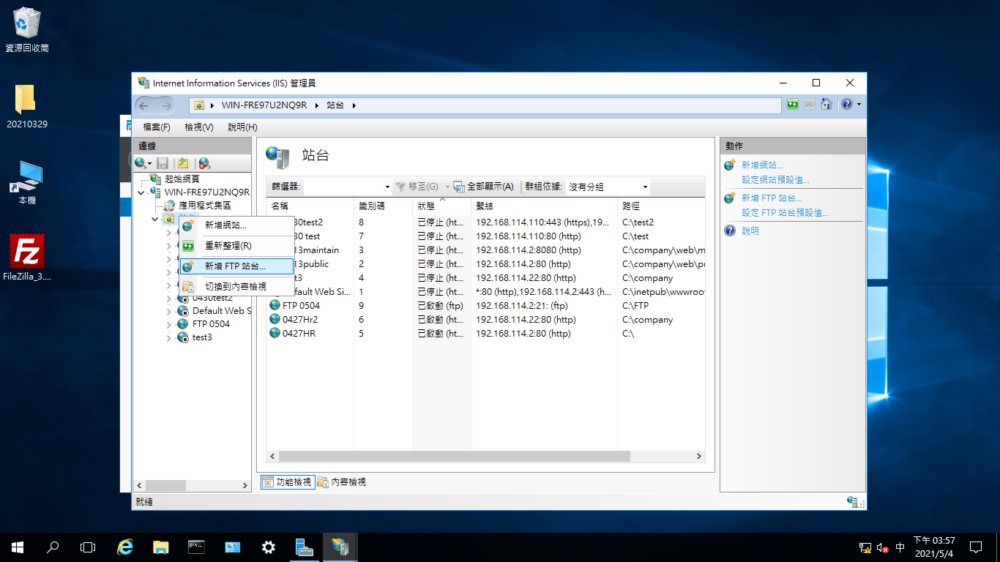 資源回收筒
20210329
本機
FileZilla_3....
Internet Information Services (IIS) 管理員
WIN-FRE97U2NQ9R
站台
檔案(F)
檢視(V)
說明(H)
連線
起始網頁
WIN-FRE97U2NQ9R
應用程式集區
新增網站...
重新整理(R)
新增 FTP 站台...
切換到內容檢視
0430test2
Default Web S
FTP 0504
test3
站台
篩選器:
移至(G)
全部顯示(A)
群組依據:
沒有分組
名稱 識別碼 狀態 繫結 路徑
30test2 8 已停止 (ht... 192.168.114.110:443 (https),19... C:\test2
30 test 7 已停止 (ht... 192.168.114.110:80 (http) C:\test
13maintain 3 已停止 (ht... 192.168.114.2:8080 (http) C:\company\web\m
13public 2 已停止 (ht... 192.168.114.2:80 (http) C:\company\web\pu
t3 4 已停止 (ht... 192.168.114.22:80 (http) C:\company
efault Web Si... 1 已停止 (ht... *:80 (http),192.168.114.2:443 (h... C:\inetpub\wwwroo
FTP 0504 9 已啟動 (ftp) 192.168.114.2:21: (ftp) C:\FTP
0427Hr2 6 已啟動 (ht... 192.168.114.22:80 (http) C:\company
0427HR 5 已啟動 (ht... 192.168.114.2:80 (http) C:\
功能檢視
內容檢視
動作
新增網站...
設定網站預設值...
新增 FTP 站台...
設定 FTP 站台預設值...
說明
就緒
中
下午 03:57
2021/5/4